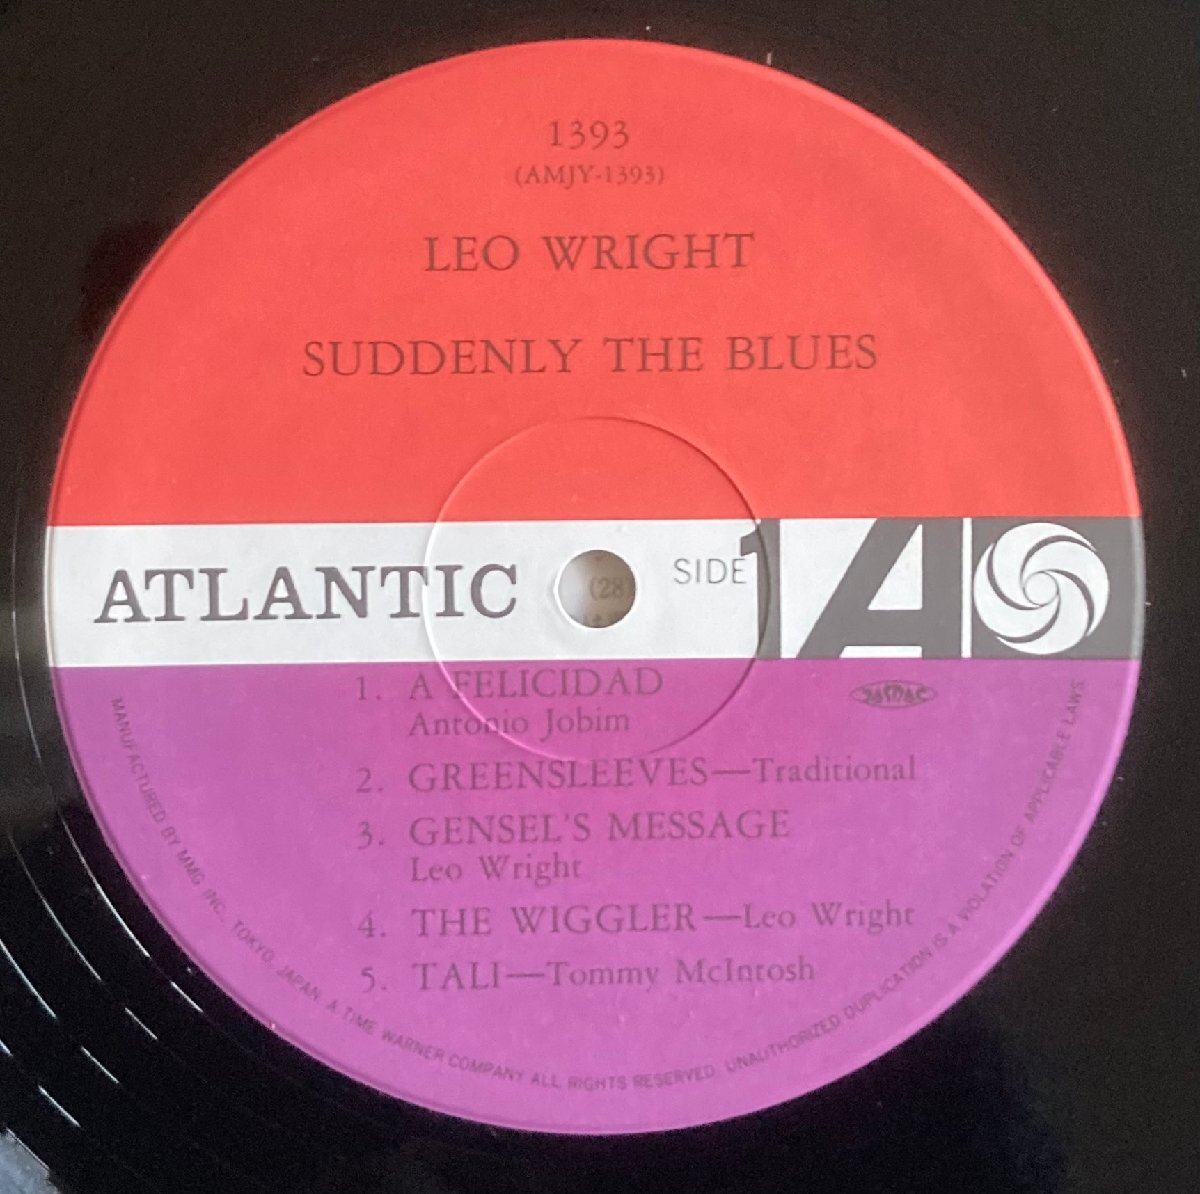 1393
(AMJY-1393)
LEO WRIGHT
SUDDENLY THE BLUES
ATLANTIC
(28)
SIDE 1
A
1. A FELICIDAD
Antonio Jobim
2. GREENSLEEVES—Traditional
3. GENSEL'S MESSAGE
Leo Wright
4. THE WIGGLER—Leo Wright
5. TALI—Tommy McIntosh
MANUFACTURED BY MMG INC., TOKYO, JAPAN. A TIME WARNER COMPANY ALL RIGHTS RESERVED. UNAUTHORIZED DUPLICATION IS A VIOLATION OF APPLICABLE LAWS.